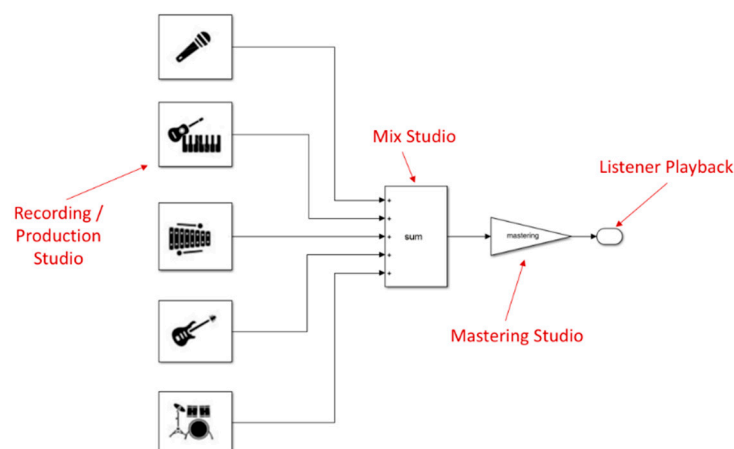 Mix Studio
Listener Playback
Recording /
Production
Studio
+
+
+
+
+
sum
mastering
Mastering Studio